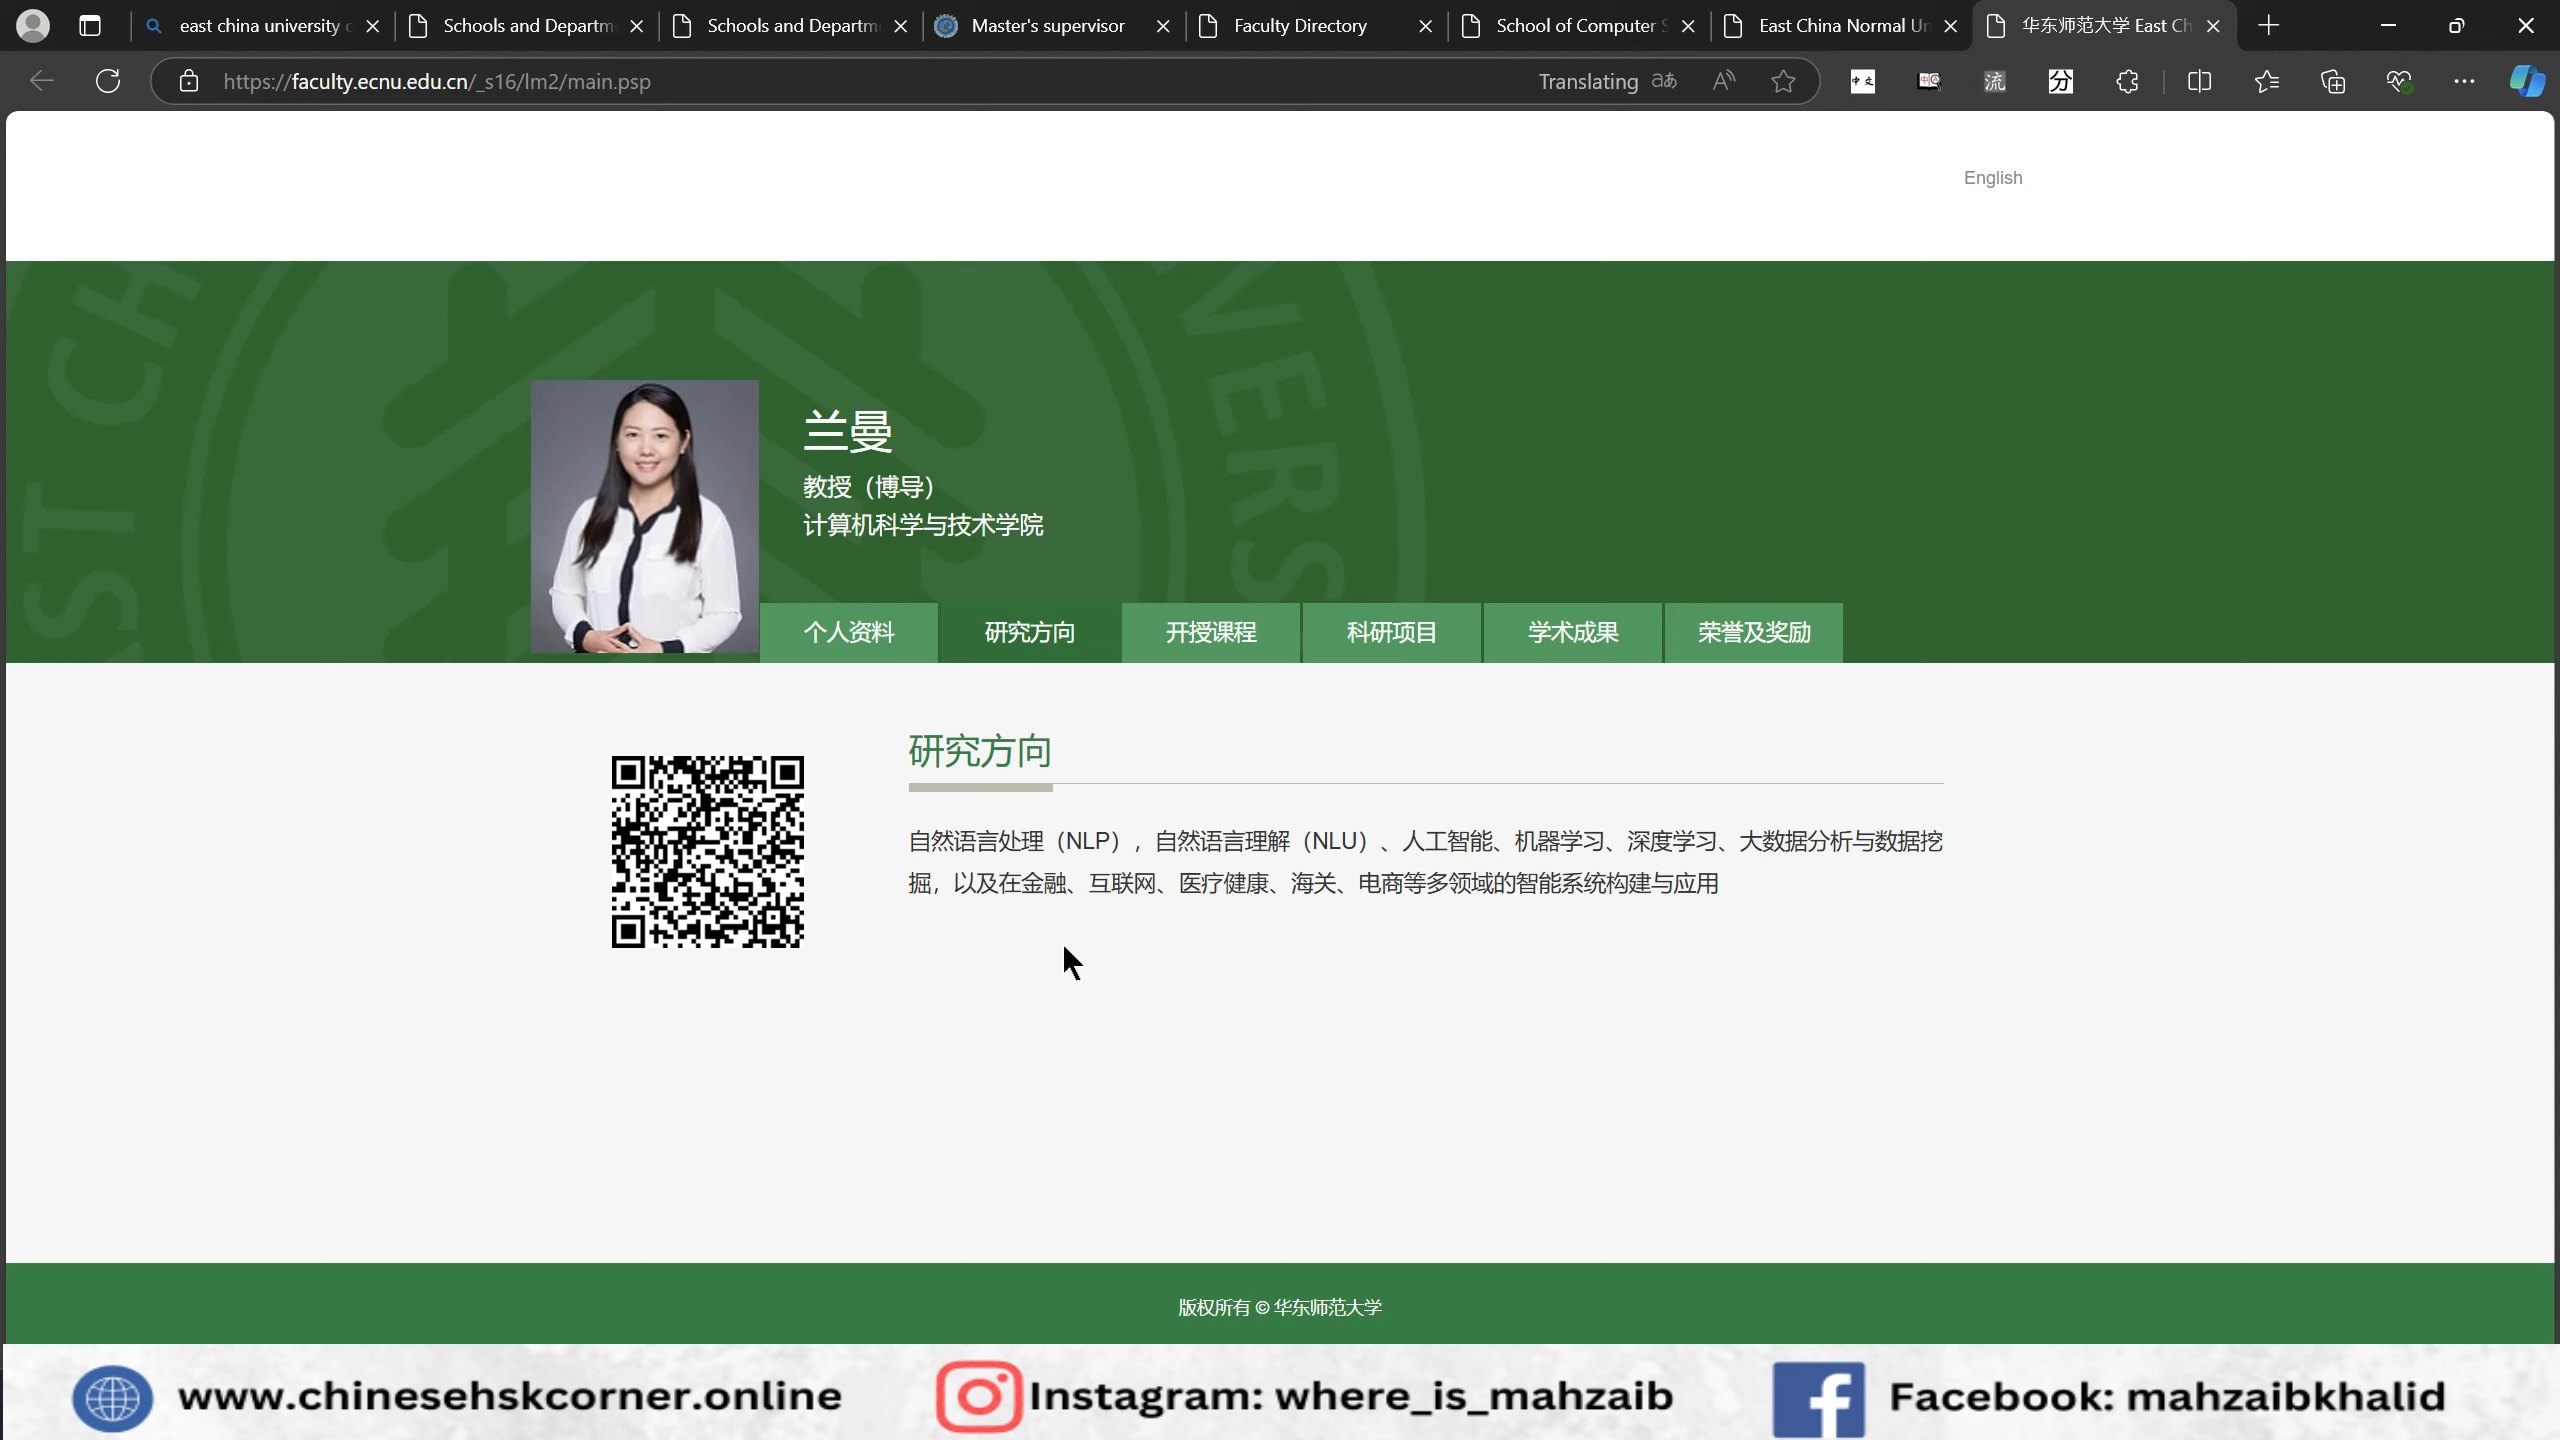 east china university c
Schools and Departm
Schools and Departm
Master's supervisor
Faculty Directory
School of Computer S
East China Normal Un
华东师范大学 East Ch
https://faculty.ecnu.edu.cn/_s16/lm2/main.psp
Translating
English
兰曼
教授（博导）
计算机科学与技术学院
个人资料
研究方向
开授课程
科研项目
学术成果
荣誉及奖励
研究方向
自然语言处理（NLP），自然语言理解（NLU）、人工智能、机器学习、深度学习、大数据分析与数据挖
掘，以及在金融、互联网、医疗健康、海关、电商等多领域的智能系统构建与应用
版权所有 © 华东师范大学
www.chinesehskcorner.online
Instagram: where_is_mahzaib
Facebook: mahzaibkhalid